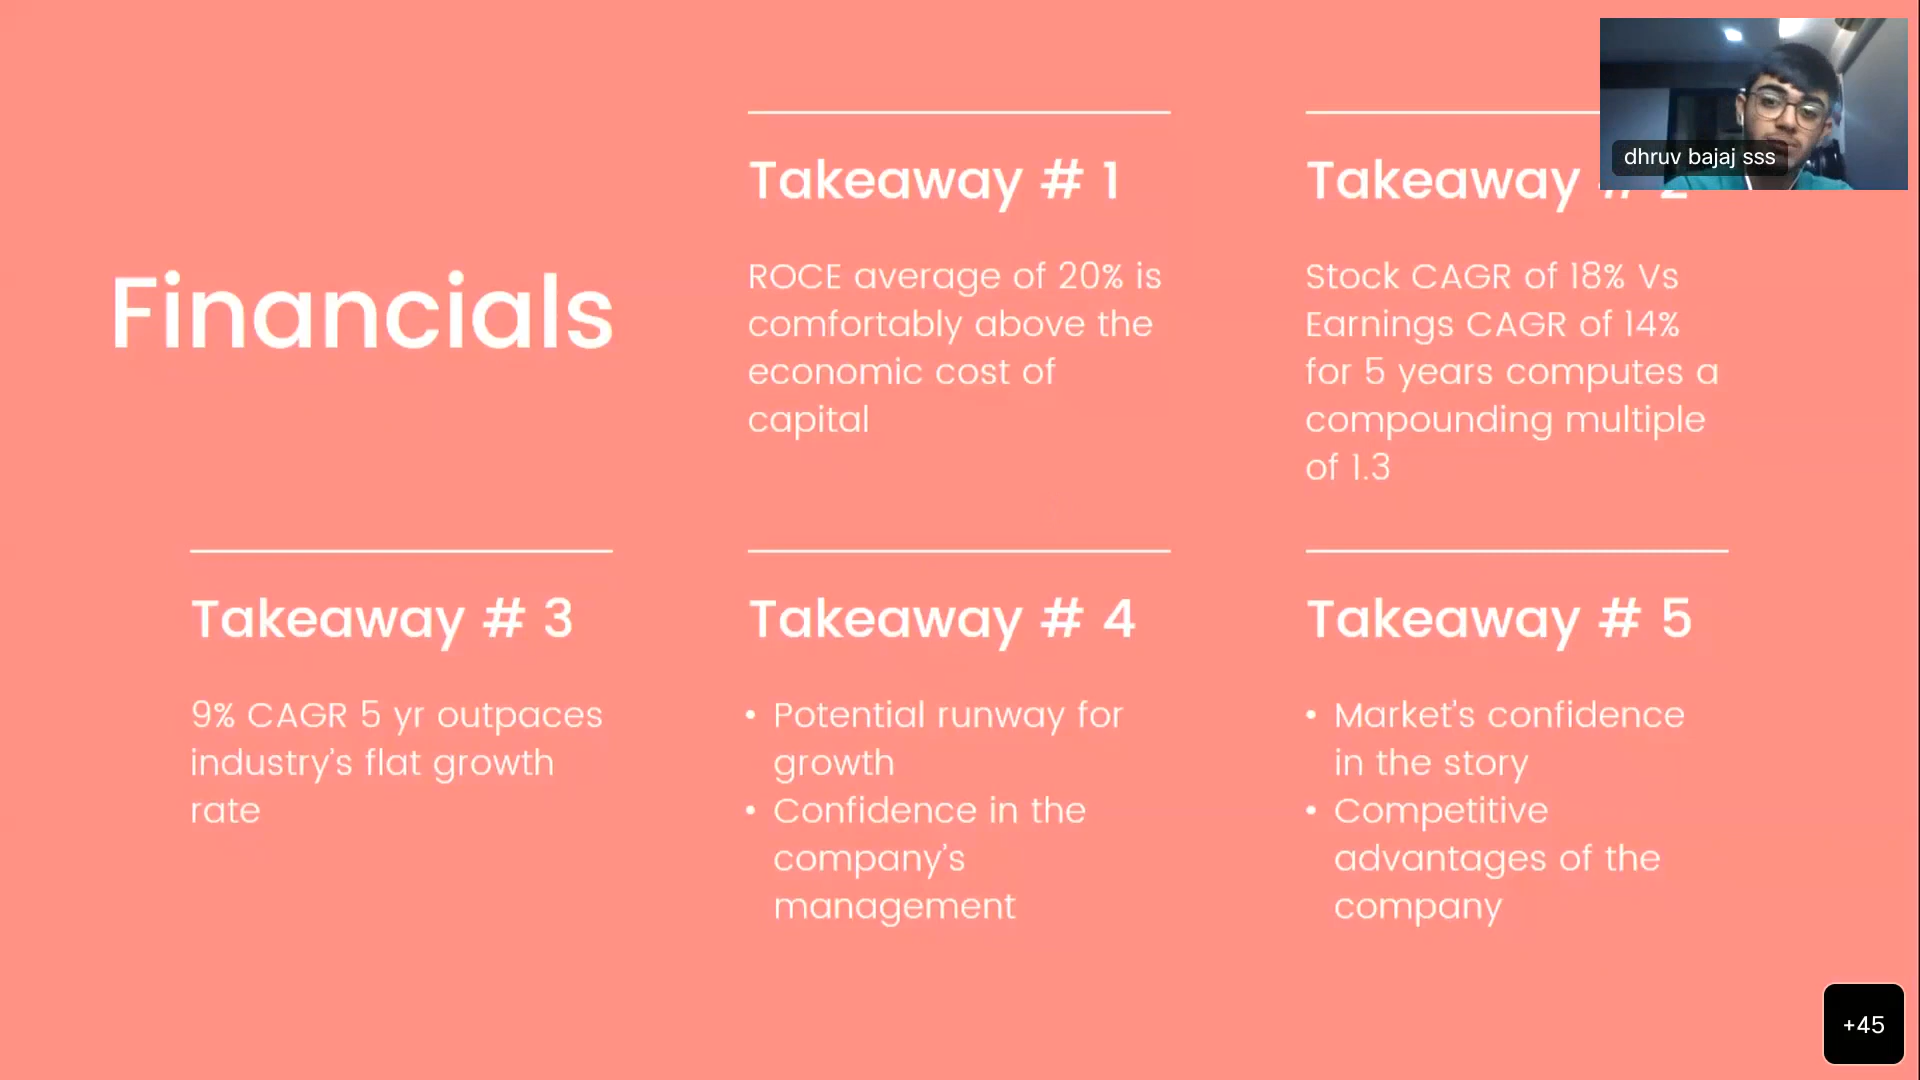 Financials
Takeaway # 1
ROCE average of 20% is
comfortably above the
economic cost of
capital
Takeaway # 2
Stock CAGR of 18% Vs
Earnings CAGR of 14%
for 5 years computes a
compounding multiple
of 1.3
Takeaway # 3
9% CAGR 5 yr outpaces
industry's flat growth
rate
Takeaway # 4
• Potential runway for
growth
• Confidence in the
company's
management
Takeaway # 5
• Market's confidence
in the story
• Competitive
advantages of the
company
dhruv bajaj sss
+45